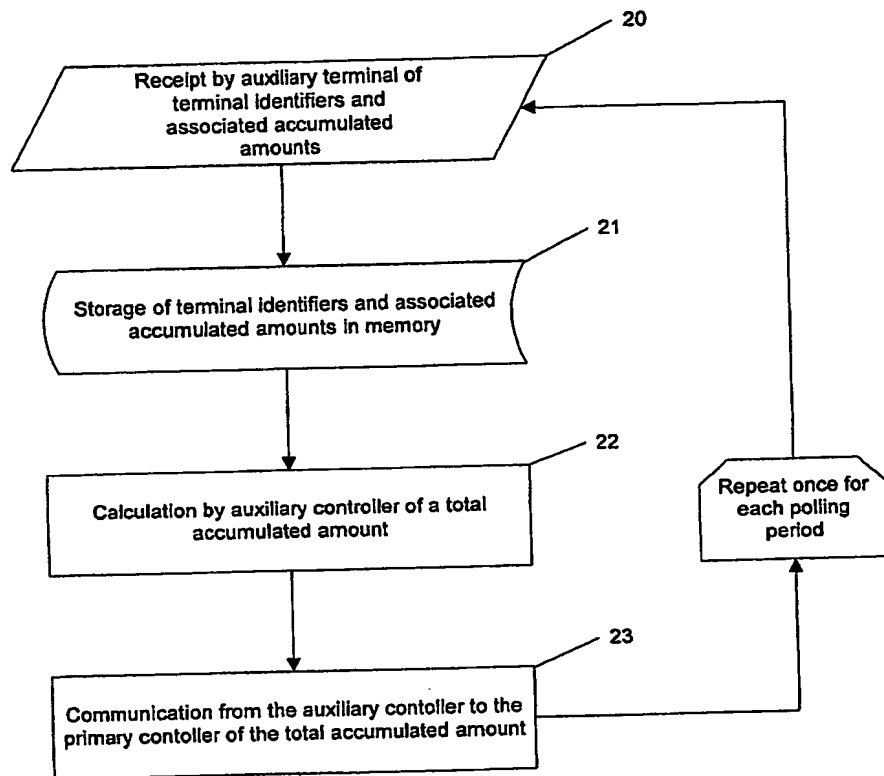 20
Receipt by auxiliary terminal of
terminal identifiers and
associated accumulated
amounts
21
Storage of terminal identifiers and associated
accumulated amounts in memory
22
Calculation by auxiliary controller of a total
accumulated amount
Repeat once for
each polling
period
23
Communication from the auxiliary contoller to the
primary contoller of the total accumulated amount